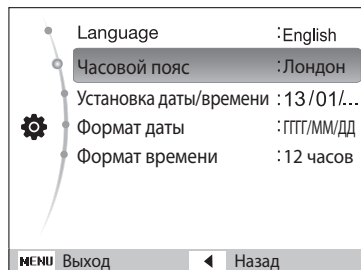 Language :English
Часовой пояс :Лондон
Установка даты/времени :13/01/...
Формат даты :ГГГГ/ММ/ДД
Формат времени :12 часов
MENU Выход ◀ Назад